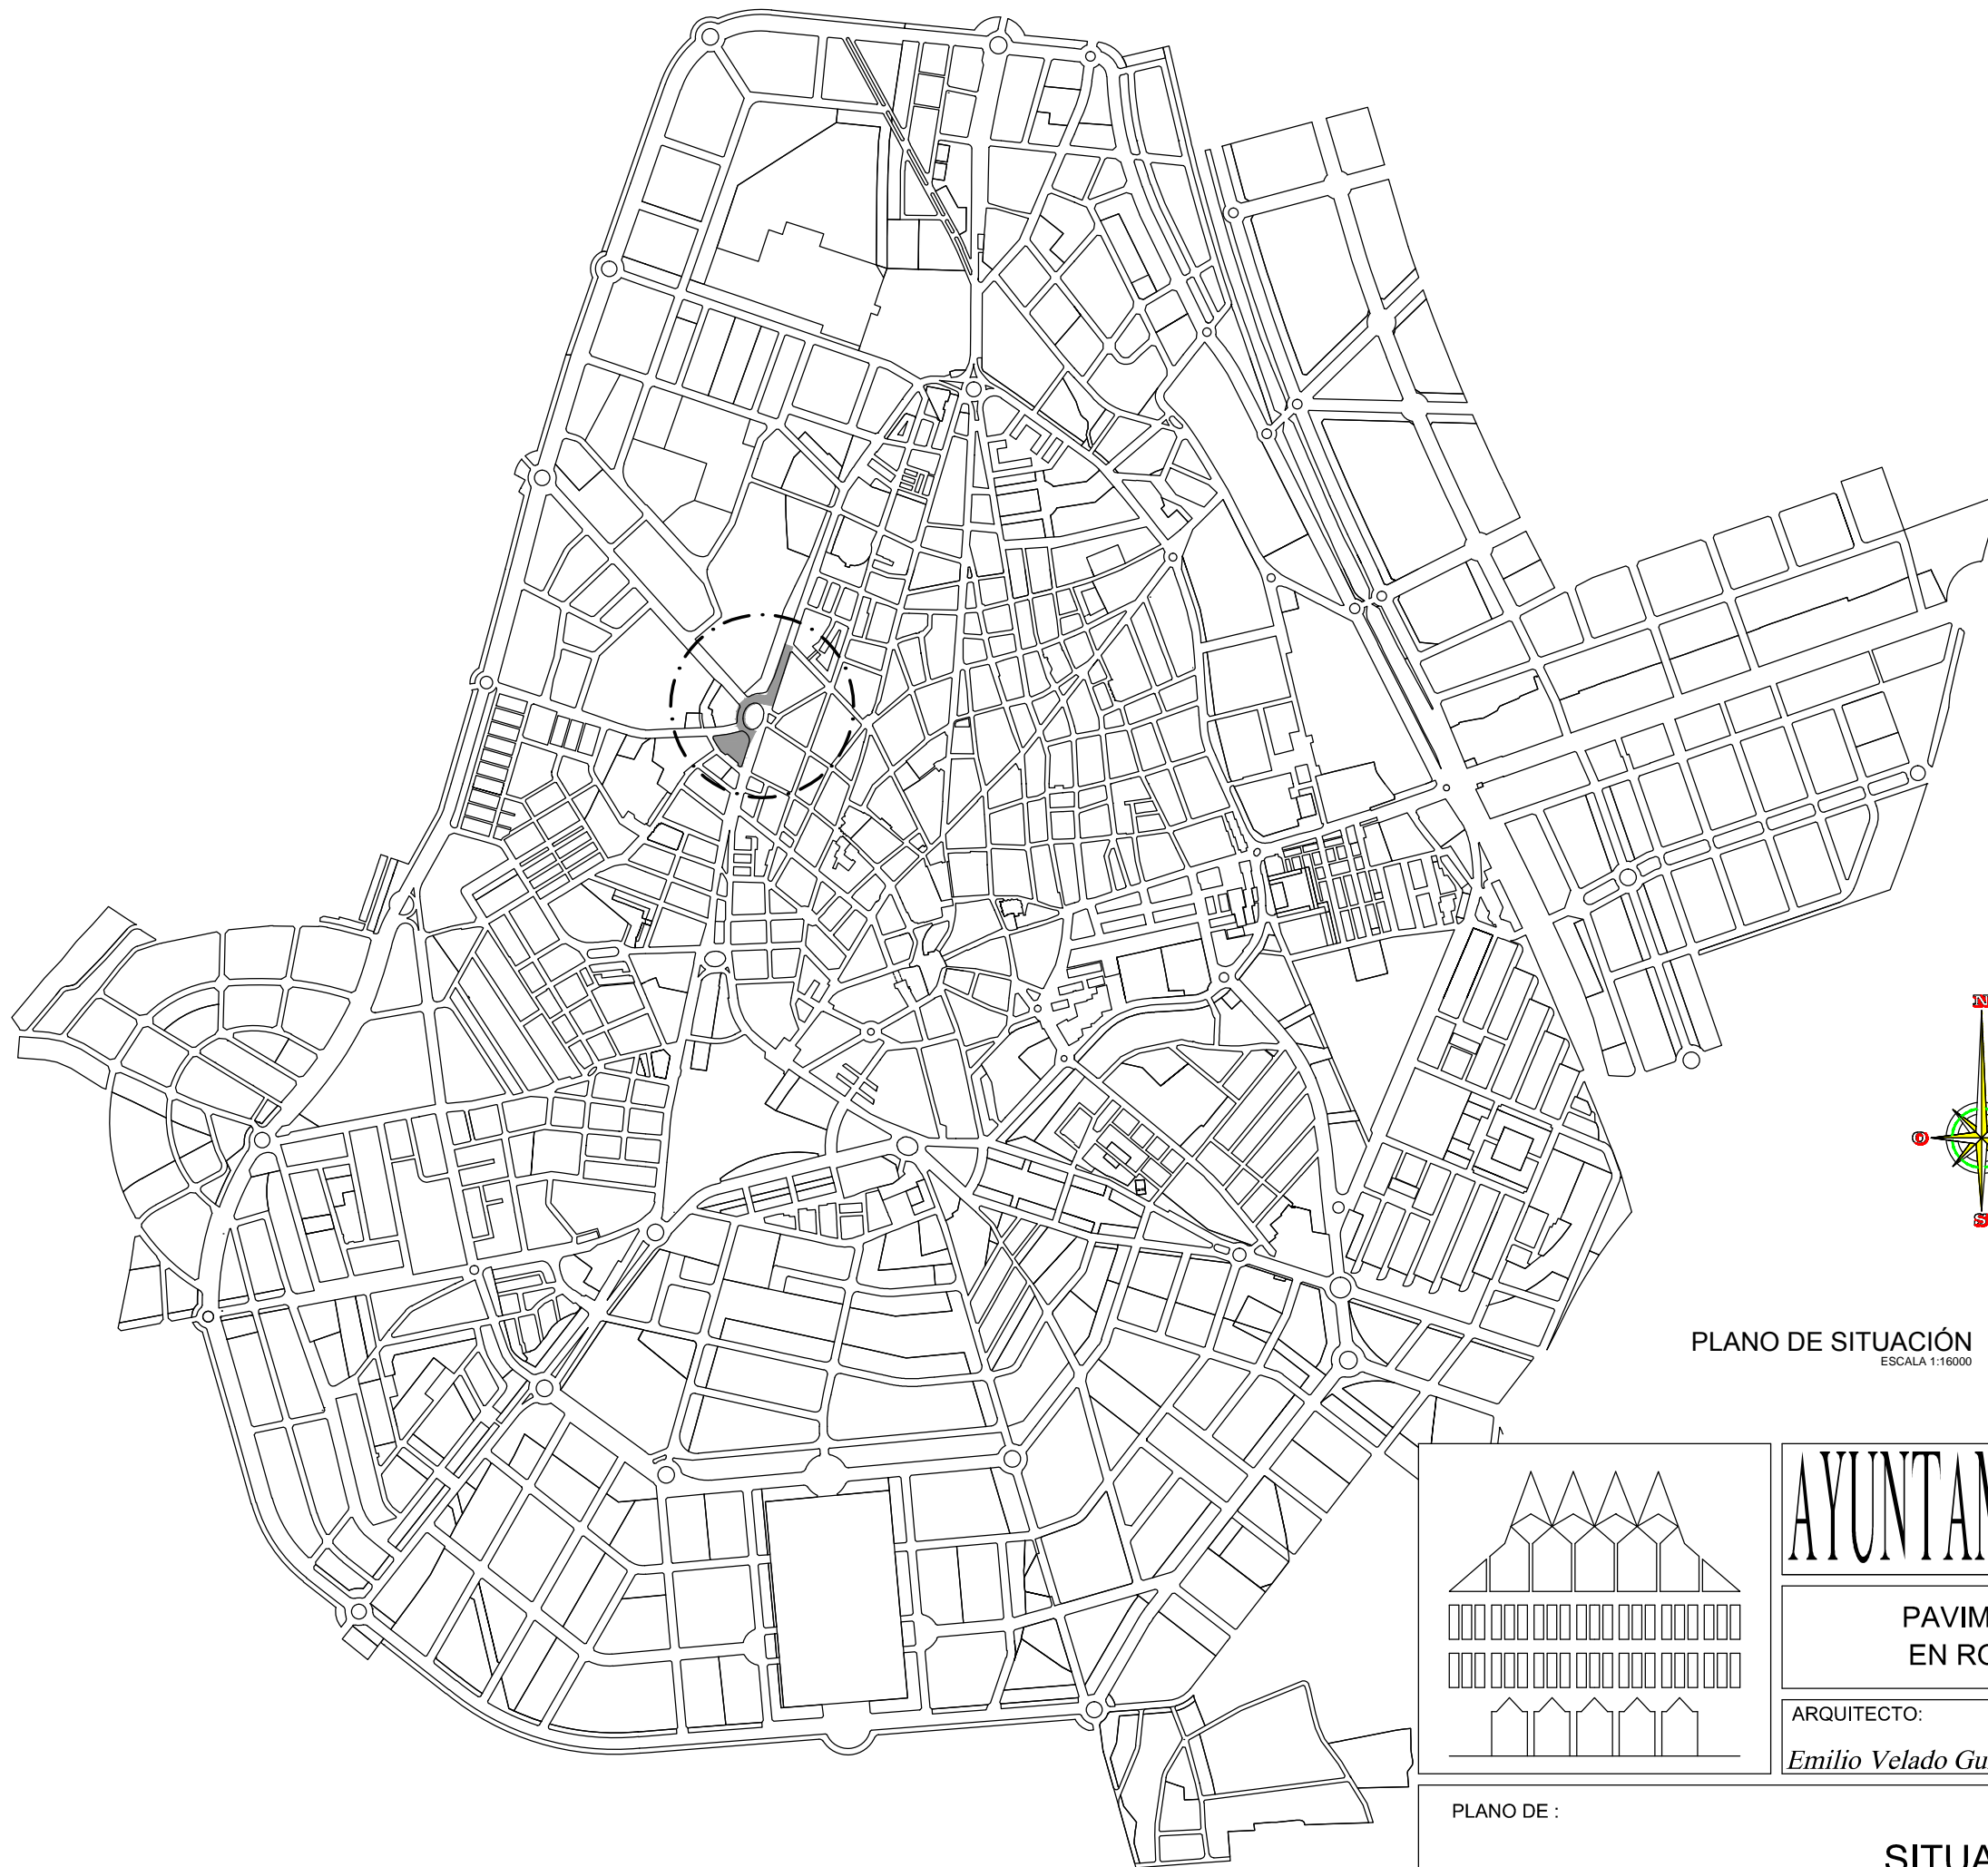 N
O
S
PLANO DE SITUACIÓN
ESCALA 1:16000
PAVIM
EN RO
ARQUITECTO:
Emilio Velado Gu
PLANO DE :
SITUA
AYUNTAM